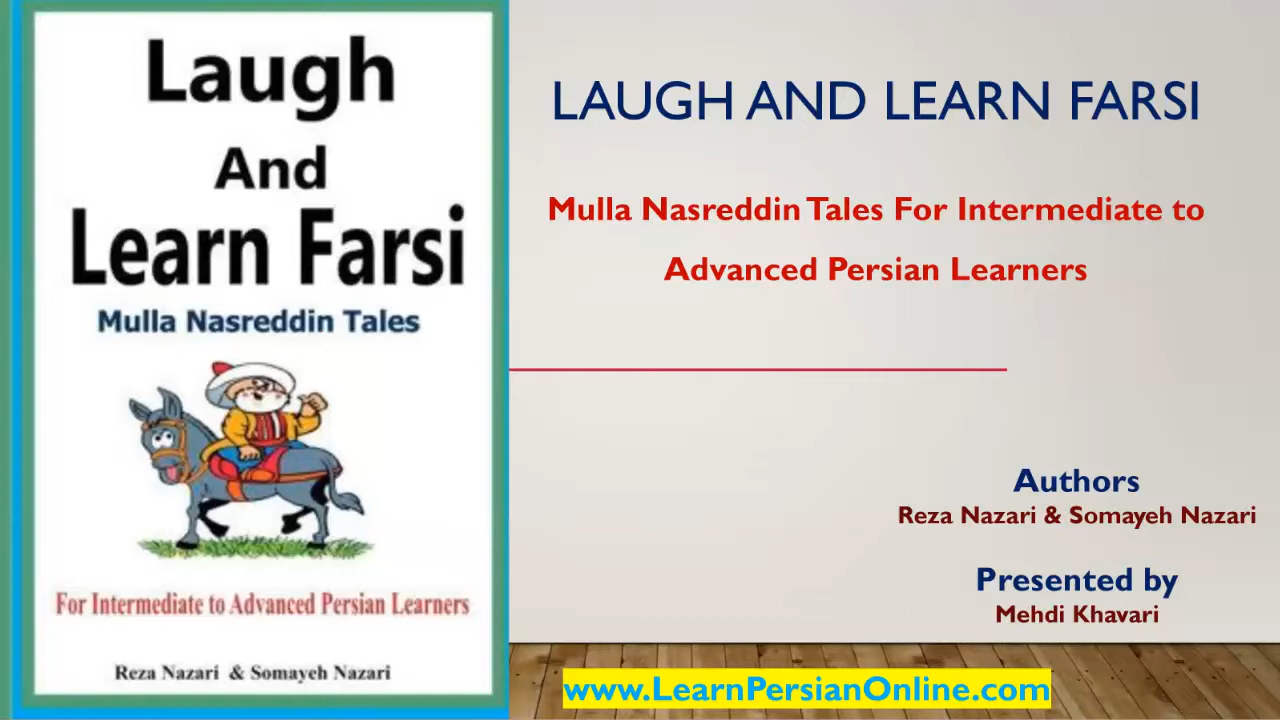 Laugh
And
Learn Farsi
Mulla Nasreddin Tales
For Intermediate to Advanced Persian Learners
Reza Nazari & Somayeh Nazari
LAUGH AND LEARN FARSI
Mulla Nasreddin Tales For Intermediate to
Advanced Persian Learners
Authors
Reza Nazari & Somayeh Nazari
Presented by
Mehdi Khavari
www.LearnPersianOnline.com